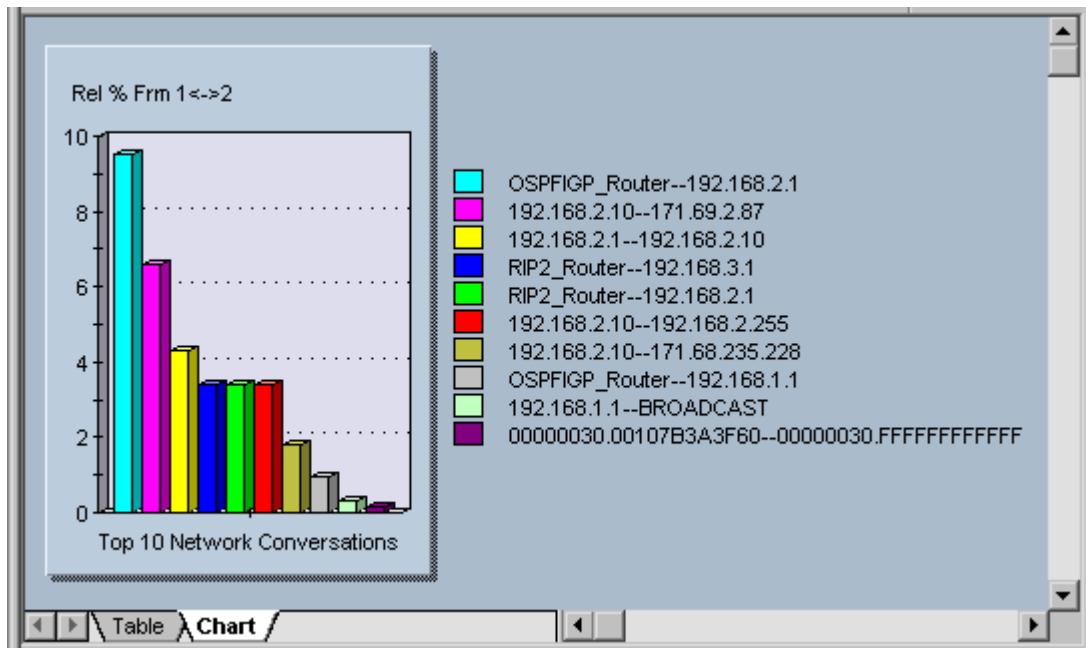 Rel % Frm 1<->2
10
8
6
4
2
0
Top 10 Network Conversations
OSPFIGP_Router--192.168.2.1
192.168.2.10--171.69.2.87
192.168.2.1--192.168.2.10
RIP2_Router--192.168.3.1
RIP2_Router--192.168.2.1
192.168.2.10--192.168.2.255
192.168.2.10--171.68.235.228
OSPFIGP_Router--192.168.1.1
192.168.1.1--BROADCAST
00000030.00107B3A3F60--00000030.FFFFFFFFFFFF
Table Chart